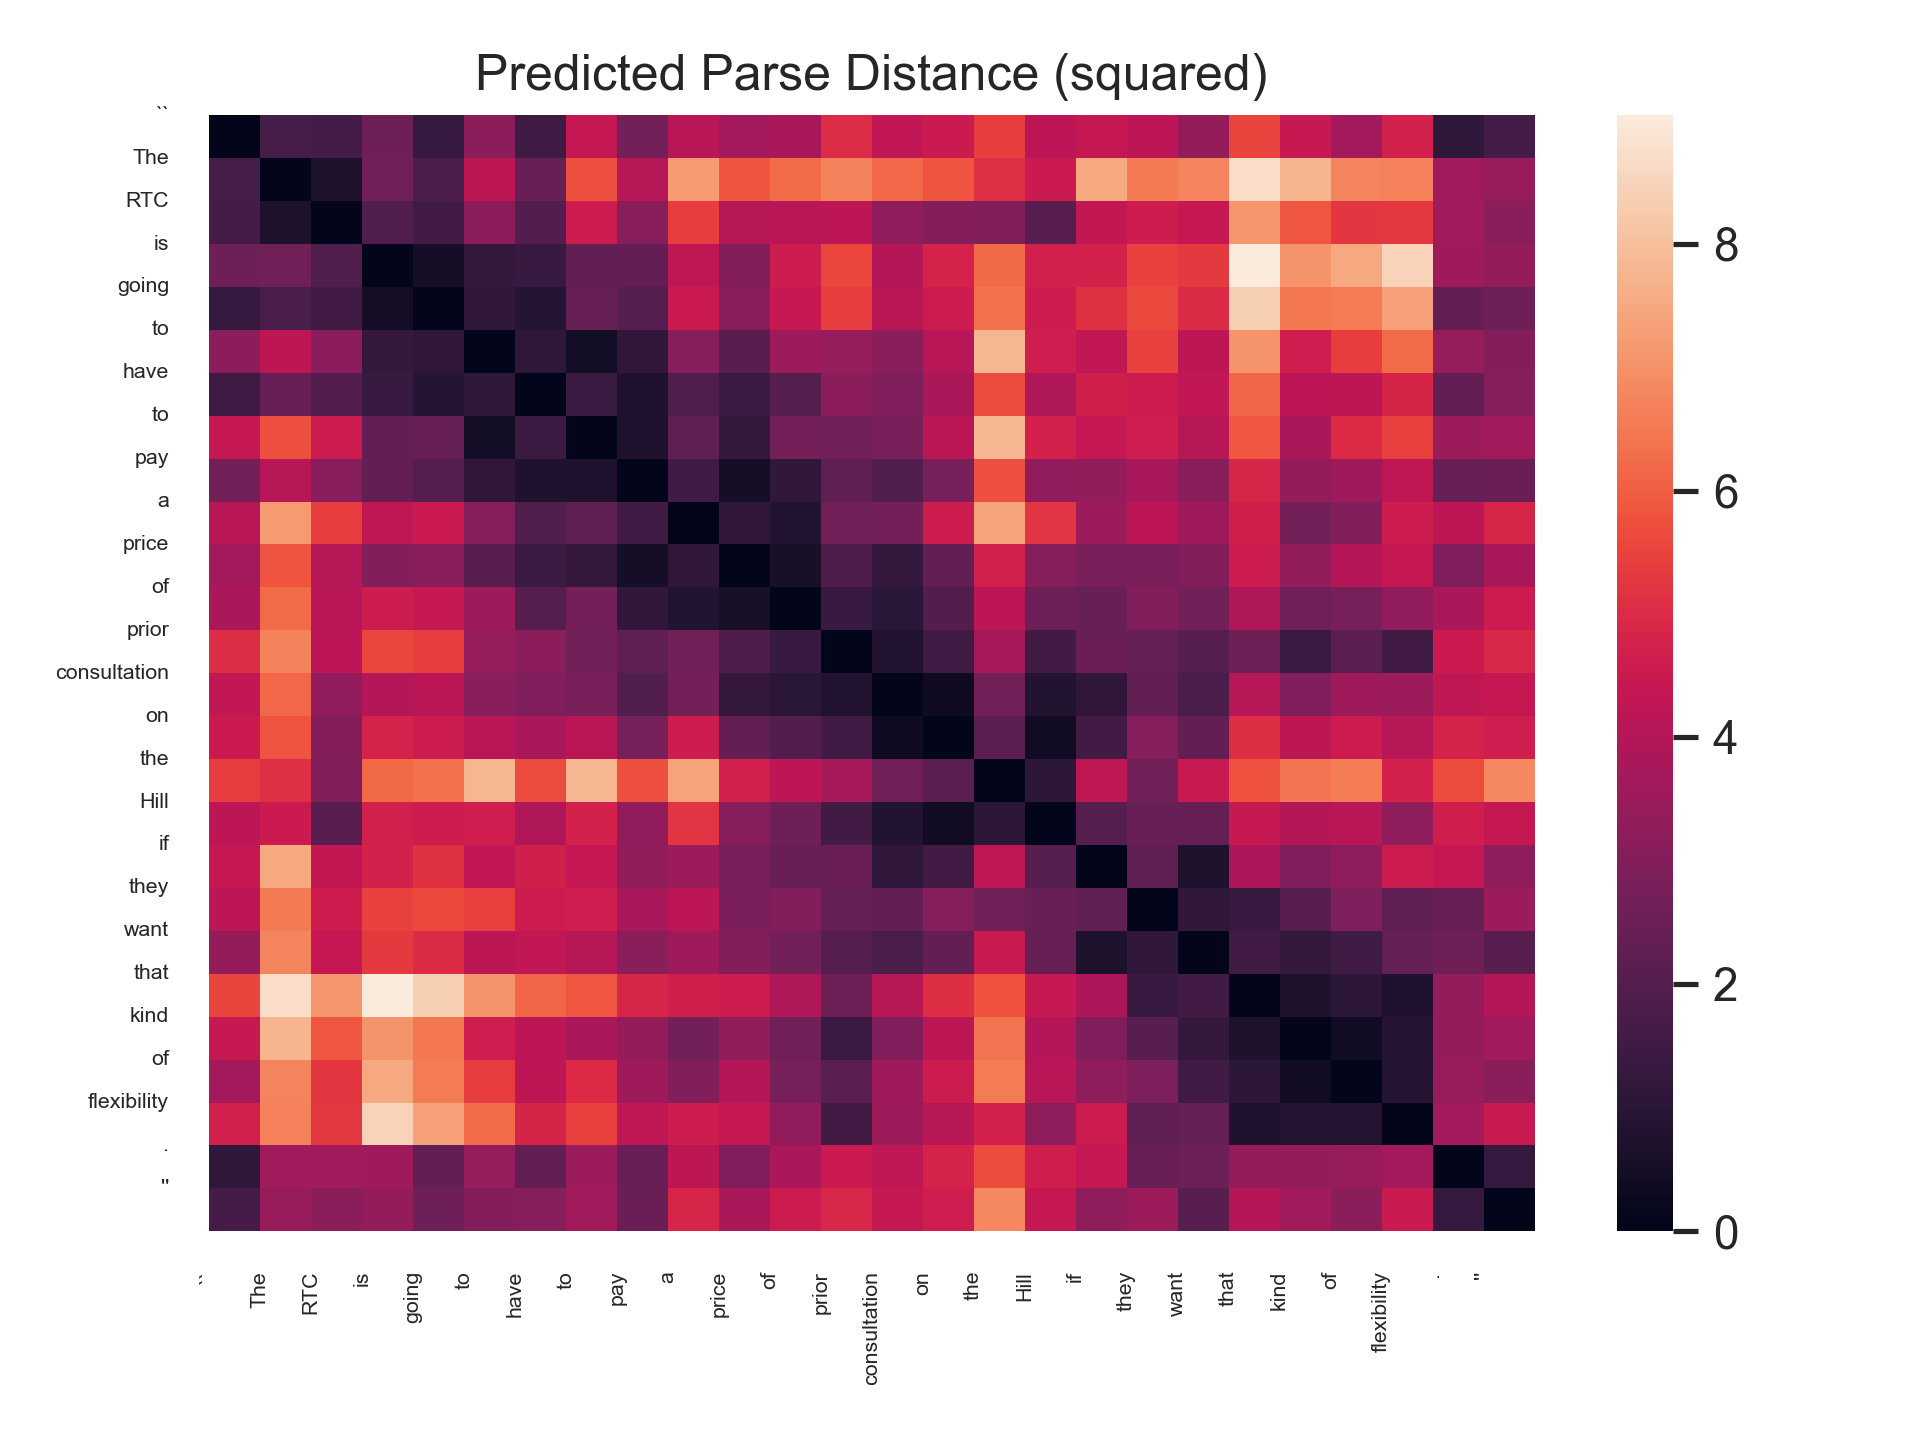 Predicted Parse Distance (squared)
``
The
RTC
is
going
to
have
to
pay
a
price
of
prior
consultation
on
the
Hill
if
they
want
that
kind
of
flexibility
.
''
8
6
4
2
0
``
The
RTC
is
going
to
have
to
pay
a
price
of
prior
consultation
on
the
Hill
if
they
want
that
kind
of
flexibility
.
''